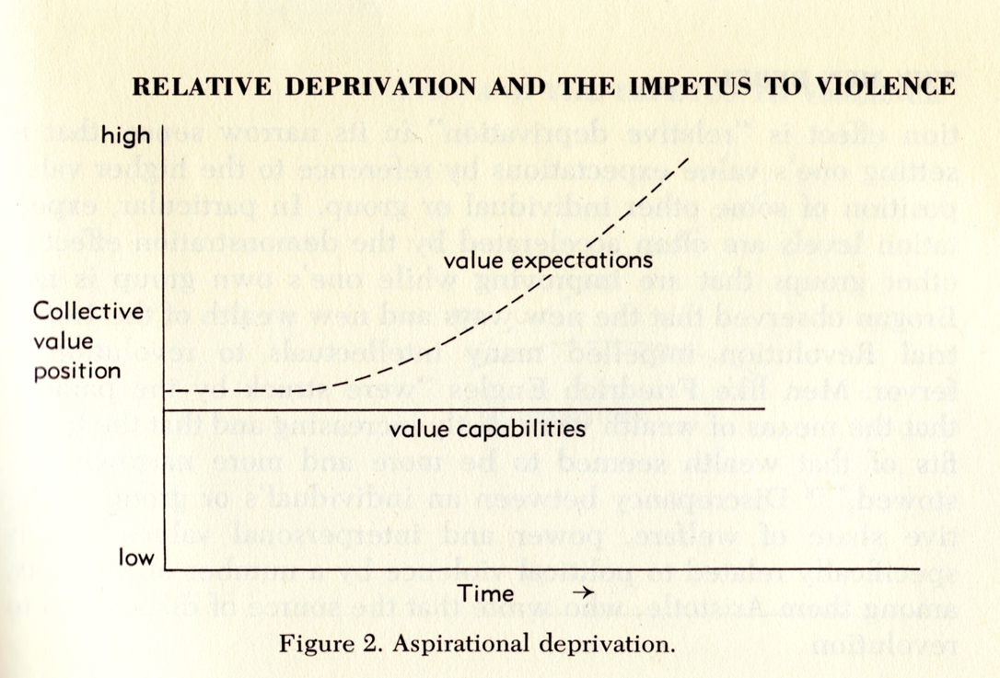 RELATIVE DEPRIVATION AND THE IMPETUS TO VIOLENCE
high
value expectations
Collective
value
position
value capabilities
low
Time →
Figure 2. Aspirational deprivation.